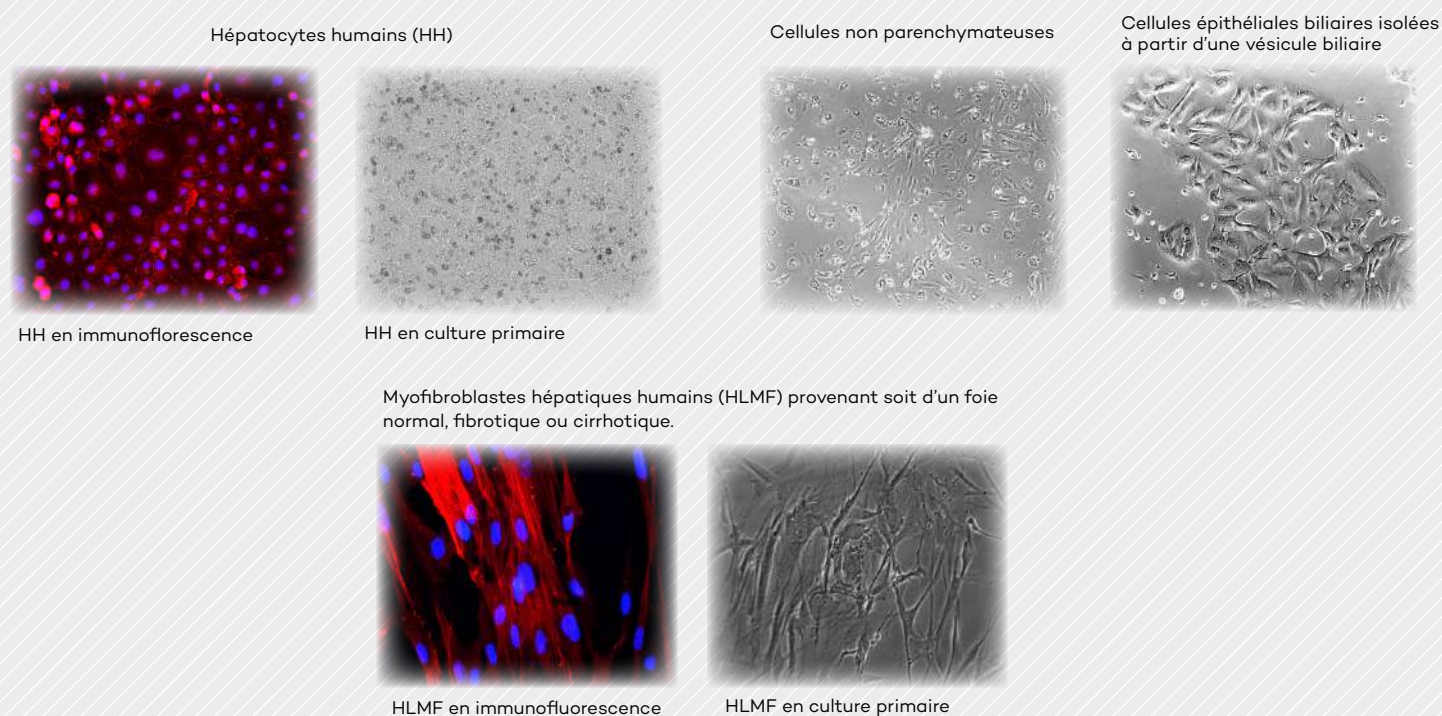 Hépatocytes humains (HH)
Cellules non parenchymateuses
Cellules épithéliales biliaires isolées
à partir d’une vésicule biliaire
HH en immunoflorescence
HH en culture primaire
Myofibroblastes hépatiques humains (HLMF) provenant soit d’un foie
normal, fibrotique ou cirrhotique.
HLMF en immunofluorescence
HLMF en culture primaire